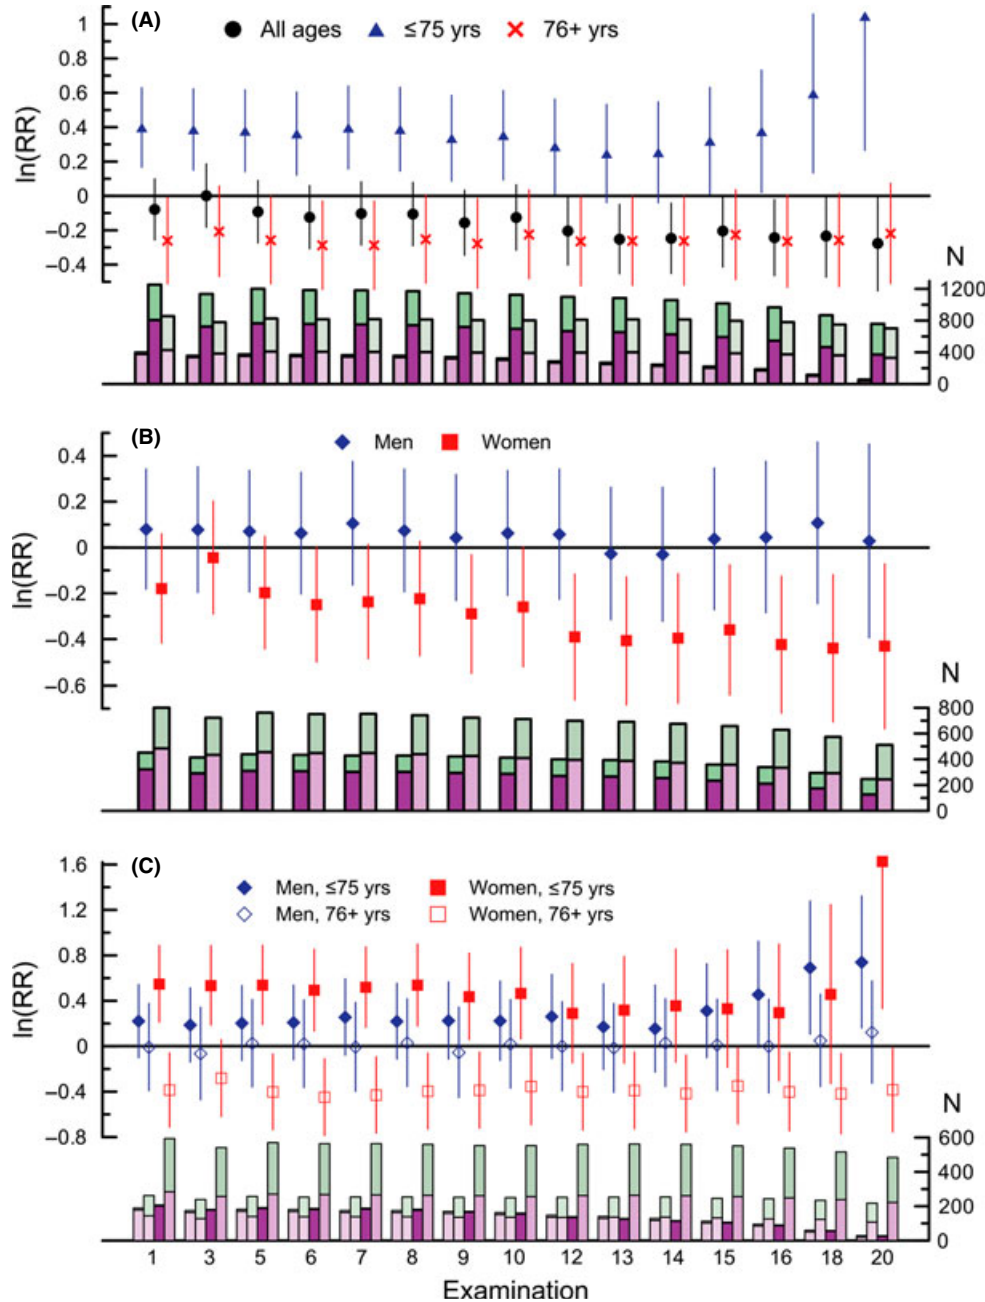 (A)
All ages ≤75 yrs 76+ yrs
ln(RR)
1
0.8
0.6
0.4
0.2
0
−0.2
−0.4
N
1200
800
400
0
(B)
Men Women
ln(RR)
0.4
0.2
0
−0.2
−0.4
−0.6
N
800
600
400
200
0
(C)
Men, ≤75 yrs Women, ≤75 yrs
Men, 76+ yrs Women, 76+ yrs
ln(RR)
1.6
1.2
0.8
0.4
0
−0.4
−0.8
N
600
400
200
0
1 3 5 6 7 8 9 10 12 13 14 15 16 18 20
Examination